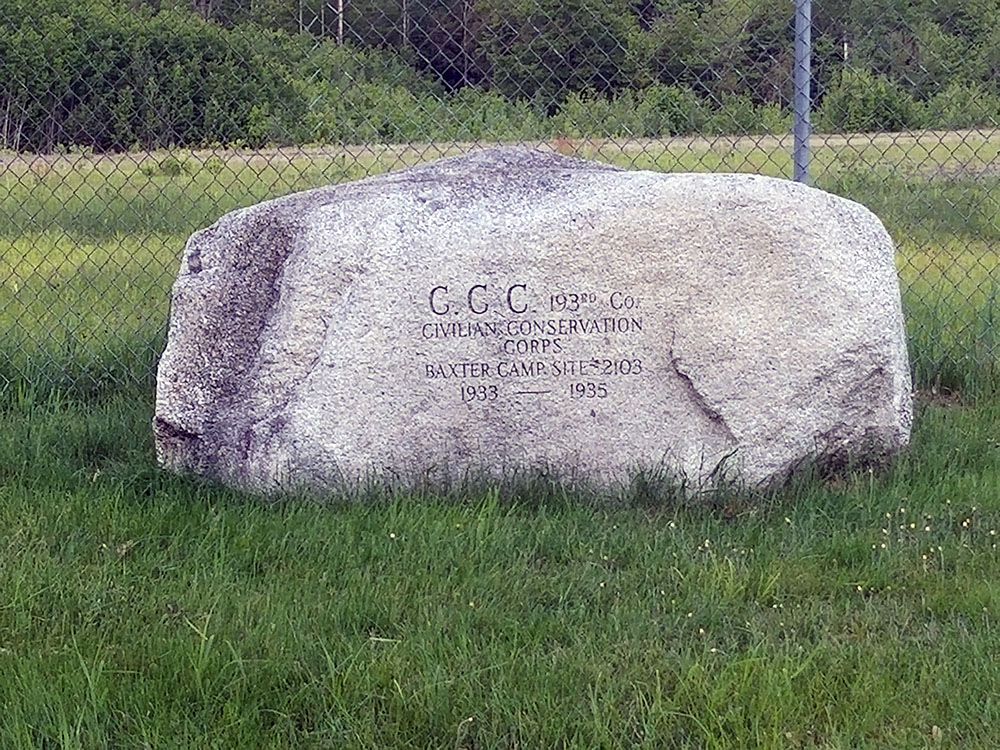 C. C. C. 193RD Co.
CIVILIAN CONSERVATION
CORPS
BAXTER CAMP SITE #2103
1933 — 1935